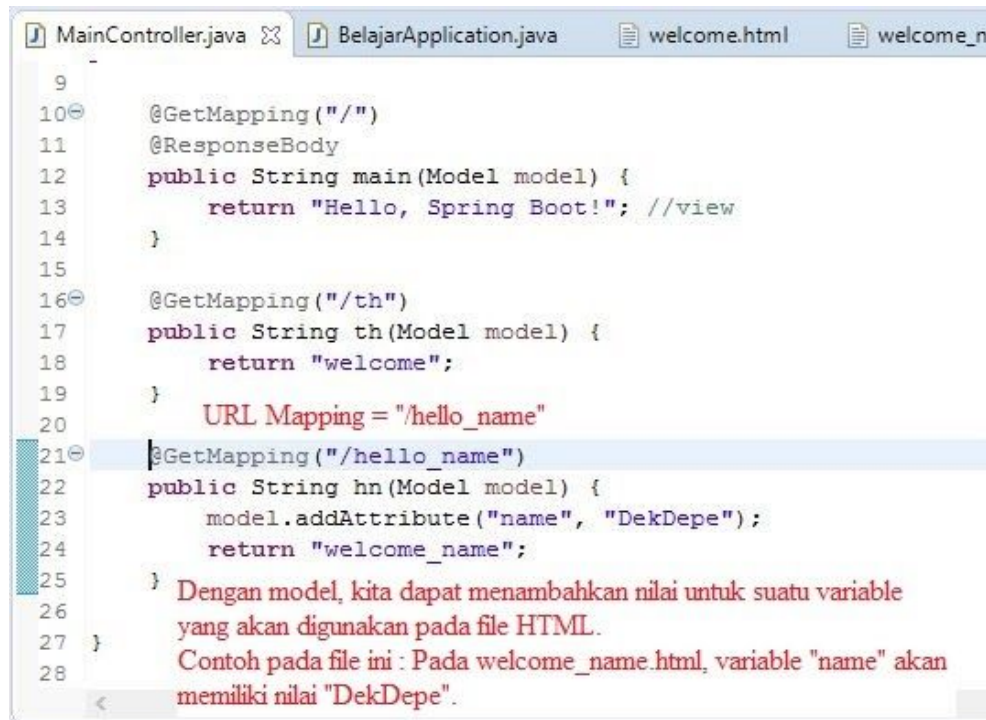 MainController.java BelajarApplication.java welcome.html welcome_n
9
10 @GetMapping("/")
11 @ResponseBody
12 public String main(Model model) {
13 return "Hello, Spring Boot!"; //view
14 }
15
16 @GetMapping("/th")
17 public String th(Model model) {
18 return "welcome";
19 }
20 URL Mapping = "/hello_name"
21 @GetMapping("/hello_name")
22 public String hn(Model model) {
23 model.addAttribute("name", "DekDepe");
24 return "welcome_name";
25 }
Dengan model, kita dapat menambahkan nilai untuk suatu variable
26
yang akan digunakan pada file HTML.
27 }
Contoh pada file ini : Pada welcome_name.html, variable "name" akan
28
memiliki nilai "DekDepe".